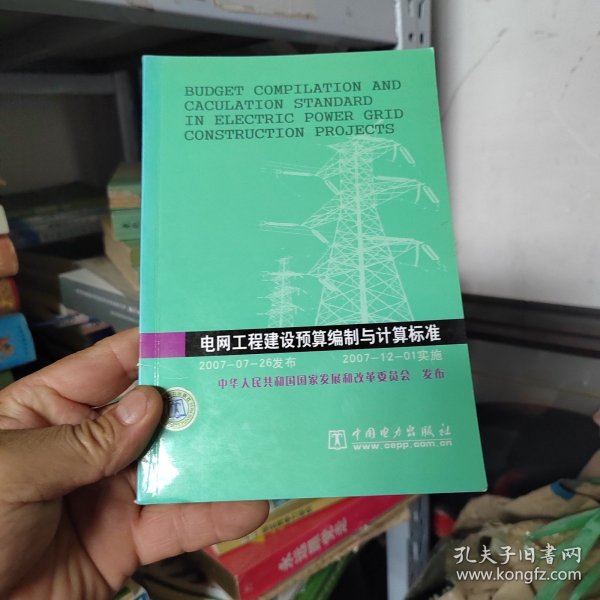 BUDGET COMPILATION AND
CACULATION STANDARD
IN ELECTRIC POWER GRID
CONSTRUCTION PROJECTS
电网工程建设预算编制与计算标准
2007-07-26发布 2007-12-01实施
中华人民共和国国家发展和改革委员会 发布
中国电力出版社
www.cepp.com.cn
孔夫子旧书网
www.kongfz.com